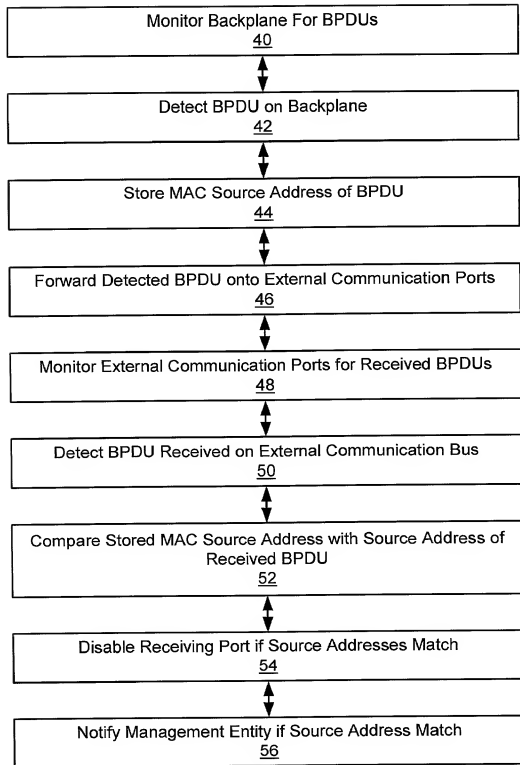 Monitor Backplane For BPDUs
40
Detect BPDU on Backplane
42
Store MAC Source Address of BPDU
44
Forward Detected BPDU onto External Communication Ports
46
Monitor External Communication Ports for Received BPDUs
48
Detect BPDU Received on External Communication Bus
50
Compare Stored MAC Source Address with Source Address of
Received BPDU
52
Disable Receiving Port if Source Addresses Match
54
Notify Management Entity if Source Address Match
56